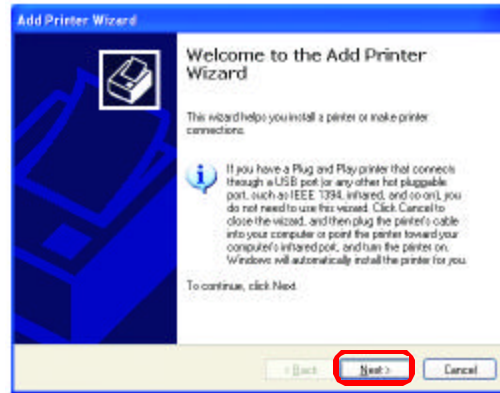 Add Printer Wizard
Welcome to the Add Printer
Wizard
This wizard helps you install a printer or make printer
connections.
If you have a Plug and Play printer that connects
through a USB port (or any other hot pluggable
port, such as IEEE 1394, infrared, and so on), you
do not need to use this wizard. Click Cancel to
close the wizard, and then plug the printer's cable
into your computer or point the printer toward your
computer's infrared port, and turn the printer on.
Windows will automatically install the printer for you.
To continue, click Next.
< Back Next > Cancel